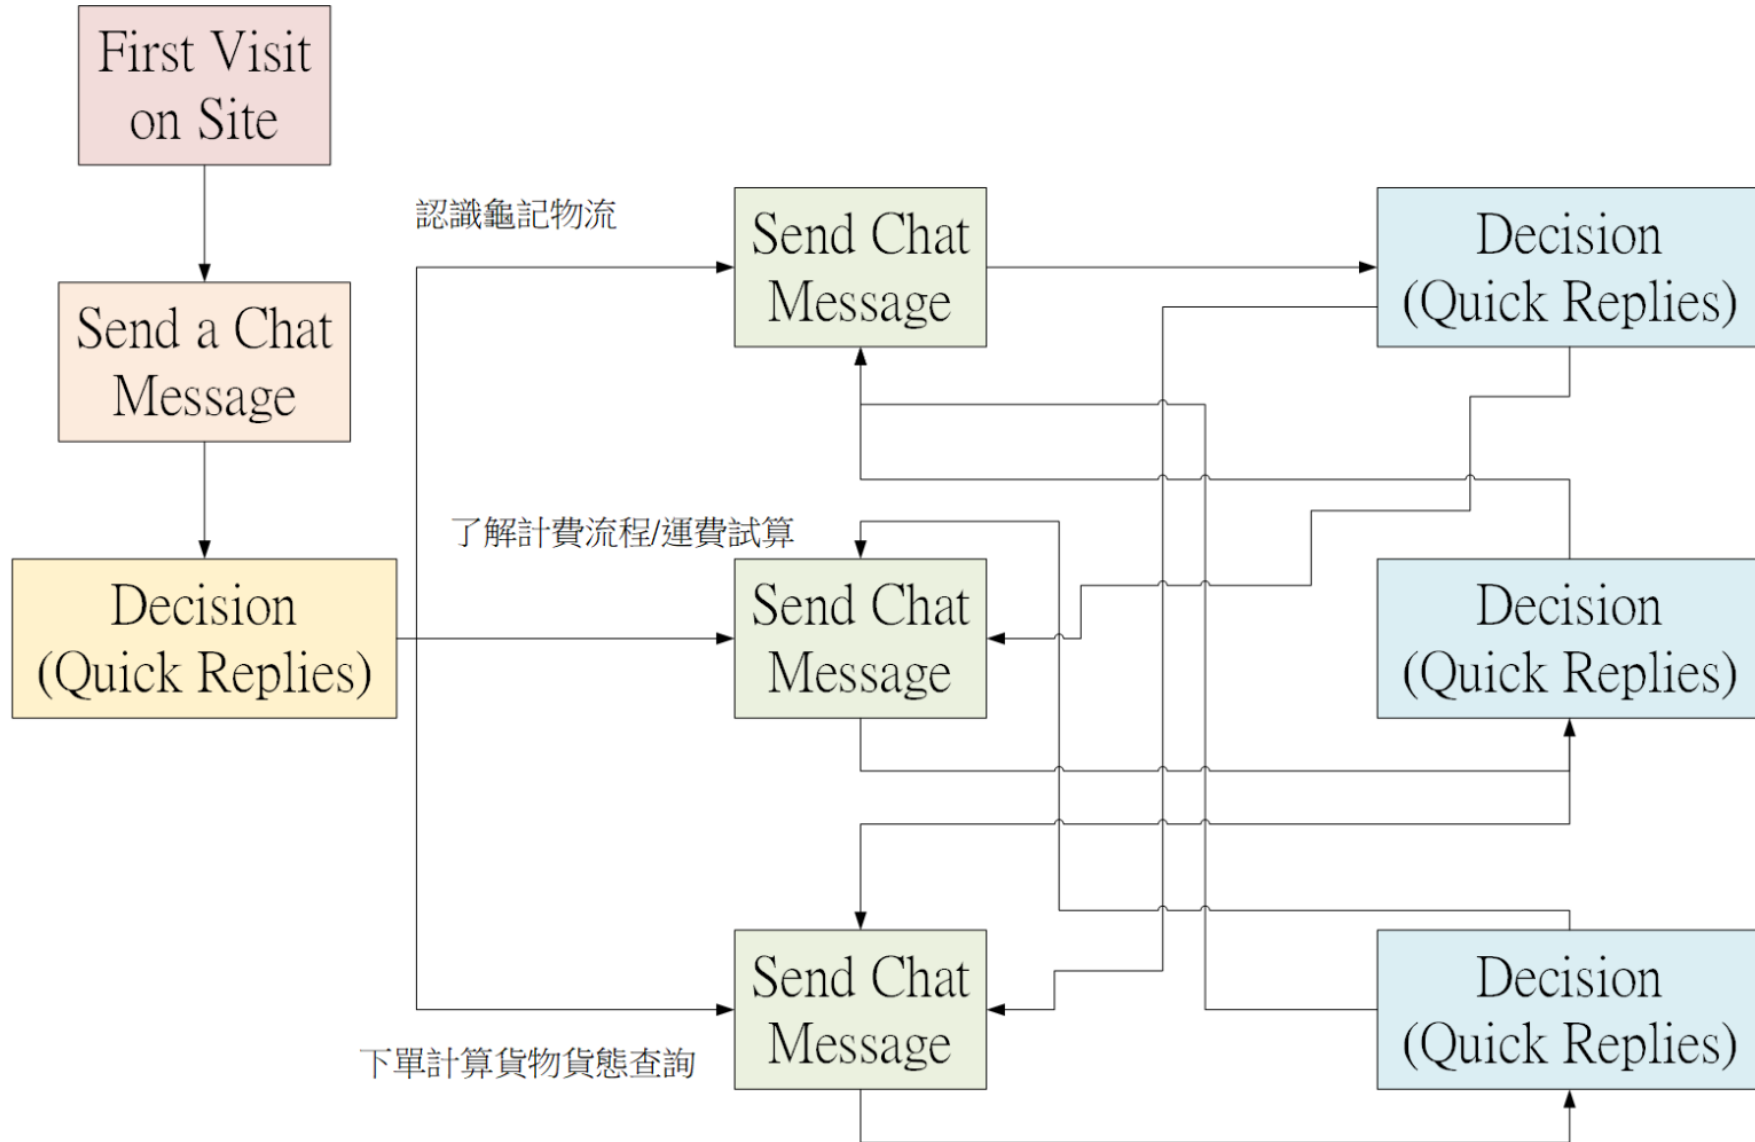 First Visit
on Site
Send a Chat
Message
Decision
(Quick Replies)
認識龜記物流
Send Chat
Message
Decision
(Quick Replies)
了解計費流程/運費試算
Send Chat
Message
Decision
(Quick Replies)
下單計算貨物貨態查詢
Send Chat
Message
Decision
(Quick Replies)